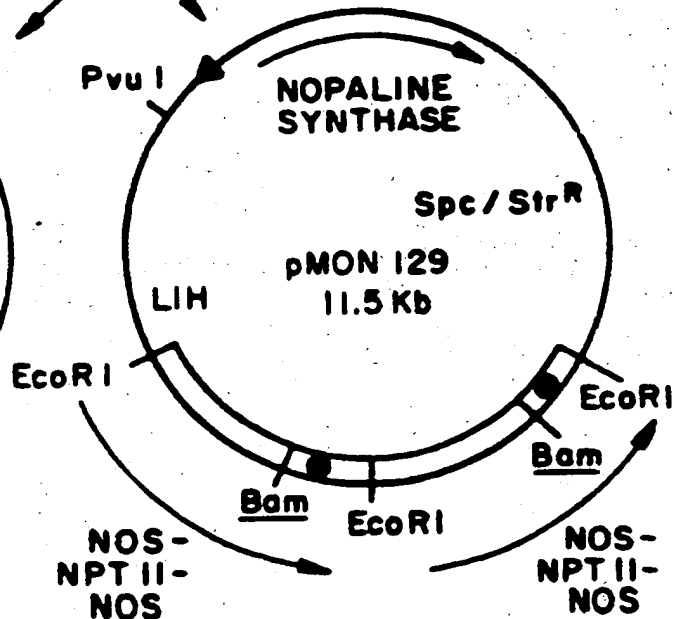 Pvu I
NOPALINE
SYNTHASE
Spc / Str^R
pMON 129
11.5 Kb
LIH
EcoRI
EcoRI
Bam
Bam
EcoRI
NOS-
NPT II-
NOS
NOS-
NPT II-
NOS